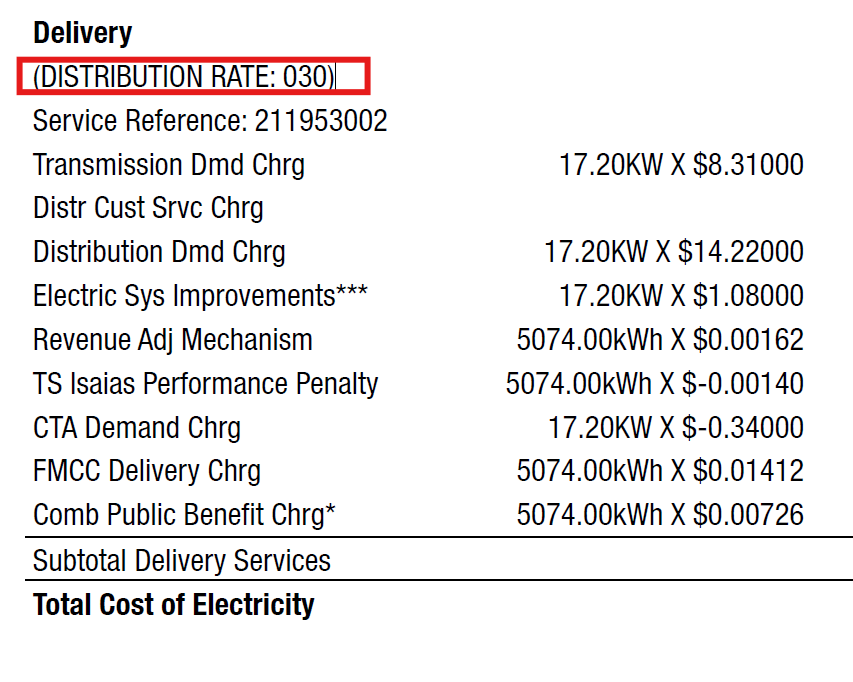 Delivery
(DISTRIBUTION RATE: 030)
Service Reference: 211953002
Transmission Dmd Chrg 17.20KW X $8.31000
Distr Cust Srvc Chrg
Distribution Dmd Chrg 17.20KW X $14.22000
Electric Sys Improvements*** 17.20KW X $1.08000
Revenue Adj Mechanism 5074.00kWh X $0.00162
TS Isaias Performance Penalty 5074.00kWh X $-0.00140
CTA Demand Chrg 17.20KW X $-0.34000
FMCC Delivery Chrg 5074.00kWh X $0.01412
Comb Public Benefit Chrg* 5074.00kWh X $0.00726
Subtotal Delivery Services
Total Cost of Electricity